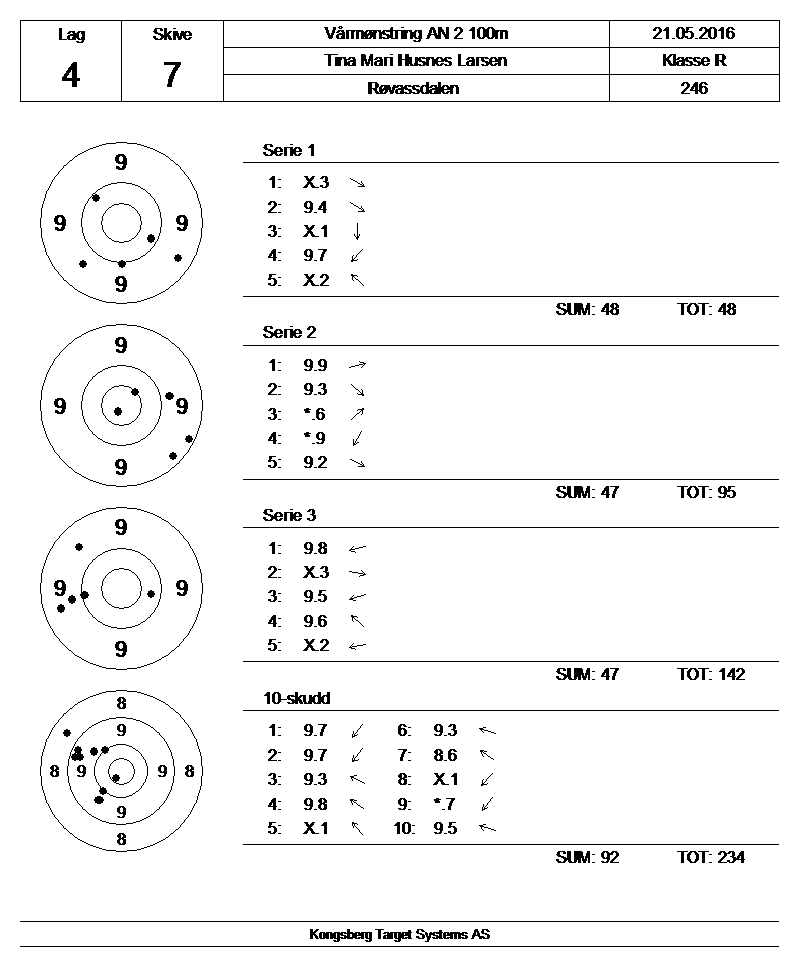 Lag Skive Vårmønstring AN 2 100m 21.05.2016
4 7 Tina Mari Husnes Larsen Klasse R
Røvassdalen 246
Serie 1
9
9 9
9
1: X.3
2: 9.4
3: X.1
4: 9.7
5: X.2
SUM: 48 TOT: 48
Serie 2
9
9 9
9
1: 9.9
2: 9.3
3: *.6
4: *.9
5: 9.2
SUM: 47 TOT: 95
Serie 3
9
9 9
9
1: 9.8
2: X.3
3: 9.5
4: 9.6
5: X.2
SUM: 47 TOT: 142
10-skudd
8
9
8 9 9 8
9
8
1: 9.7 6: 9.3
2: 9.7 7: 8.6
3: 9.3 8: X.1
4: 9.8 9: *.7
5: X.1 10: 9.5
SUM: 92 TOT: 234
Kongsberg Target Systems AS